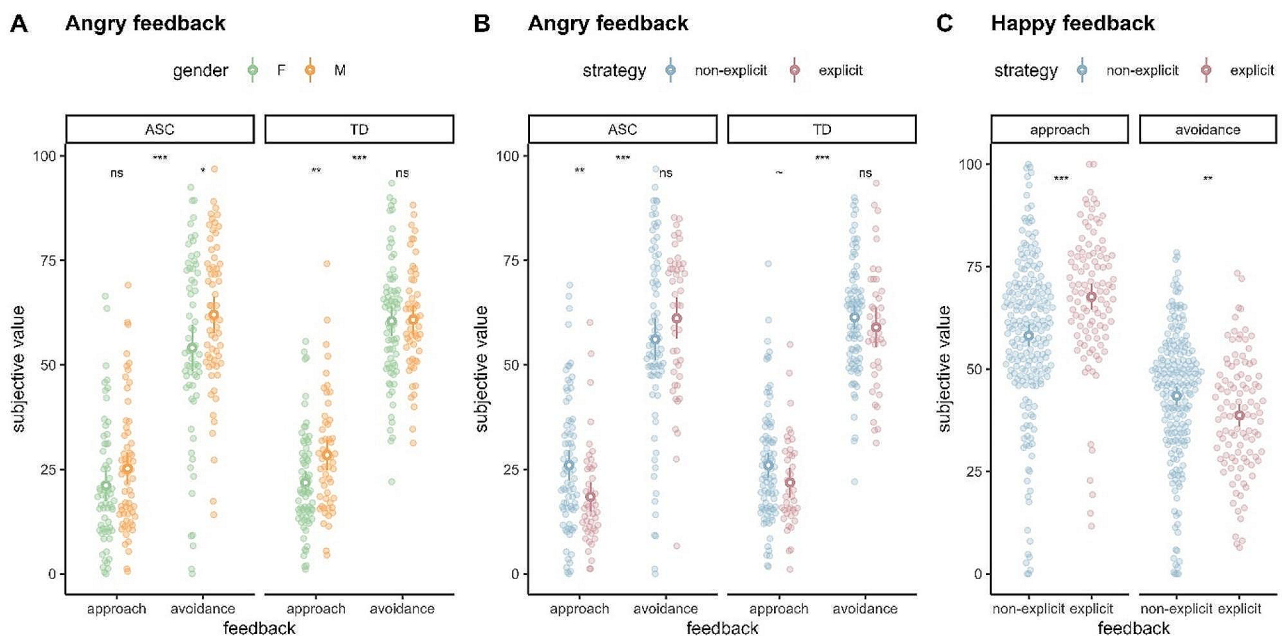 A Angry feedback
gender F M
ASC TD
*** ***
ns * ** ns
100
75
50
25
0
subjective value
approach avoidance approach avoidance
feedback
B Angry feedback
strategy non-explicit explicit
ASC TD
*** ***
** ns ~ ns
100
75
50
25
0
subjective value
approach avoidance approach avoidance
feedback
C Happy feedback
strategy non-explicit explicit
approach avoidance
*** **
100
75
50
25
0
subjective value
non-explicit explicit non-explicit explicit
feedback